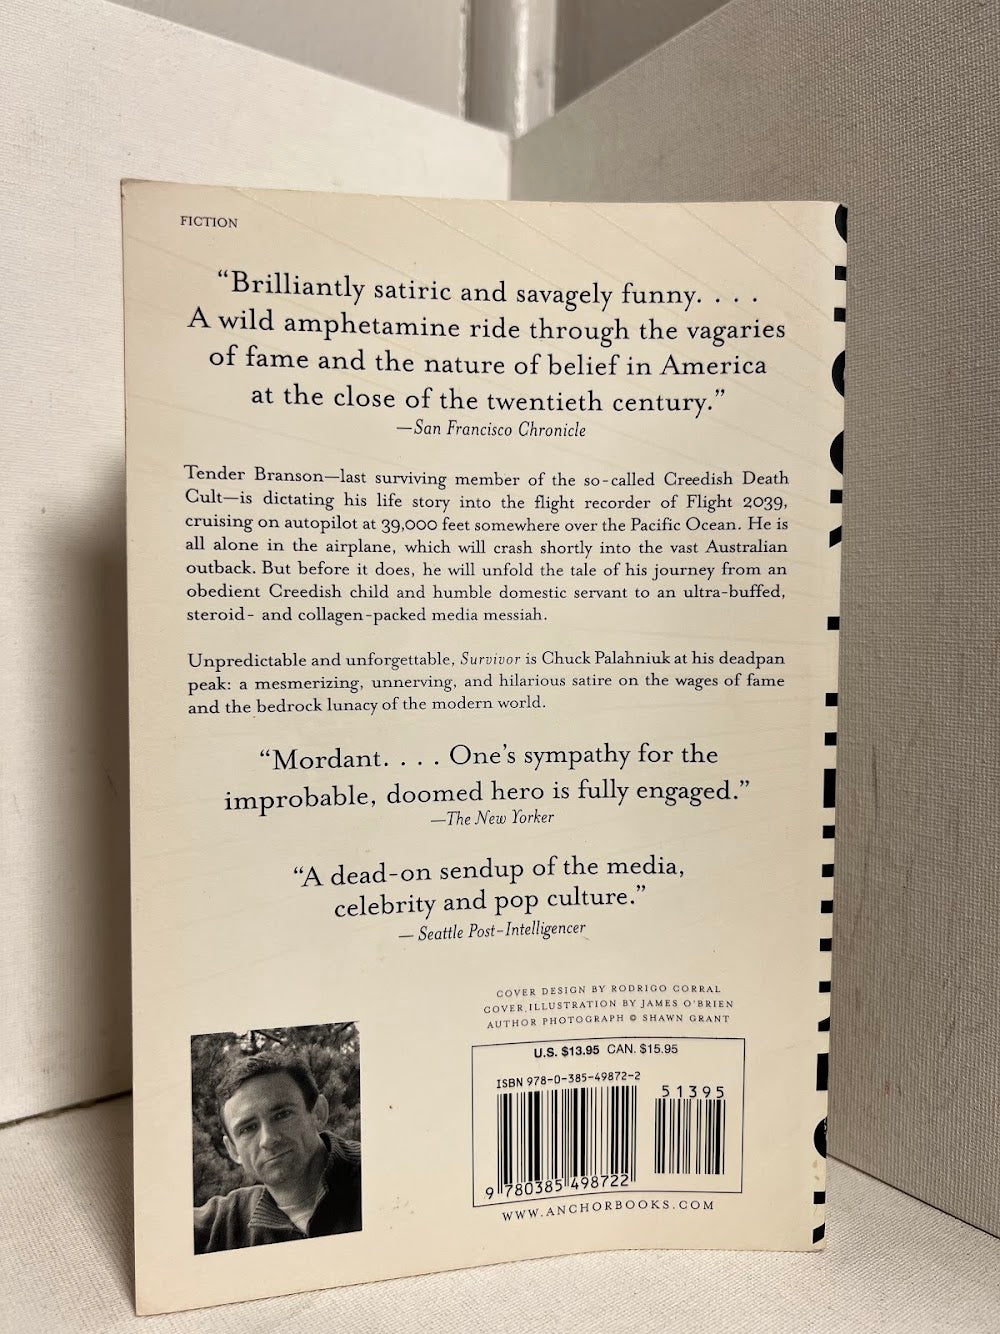 FICTION
“Brilliantly satiric and savagely funny. . . .
A wild amphetamine ride through the vagaries
of fame and the nature of belief in America
at the close of the twentieth century.”
—San Francisco Chronicle
Tender Branson—last surviving member of the so-called Creedish Death
Cult—is dictating his life story into the flight recorder of Flight 2039,
cruising on autopilot at 39,000 feet somewhere over the Pacific Ocean. He is
all alone in the airplane, which will crash shortly into the vast Australian
outback. But before it does, he will unfold the tale of his journey from an
obedient Creedish child and humble domestic servant to an ultra-buffed,
steroid- and collagen-packed media messiah.
Unpredictable and unforgettable, Survivor is Chuck Palahniuk at his deadpan
peak: a mesmerizing, unnerving, and hilarious satire on the wages of fame
and the bedrock lunacy of the modern world.
“Mordant. . . . One’s sympathy for the
improbable, doomed hero is fully engaged.”
—The New Yorker
“A dead-on sendup of the media,
celebrity and pop culture.”
— Seattle Post-Intelligencer
COVER DESIGN BY RODRIGO CORRAL
COVER ILLUSTRATION BY JAMES O’BRIEN
AUTHOR PHOTOGRAPH © SHAWN GRANT
U.S. $13.95 CAN. $15.95
ISBN 978-0-385-49872-2
51395
9 780385 498722
WWW.ANCHORBOOKS.COM